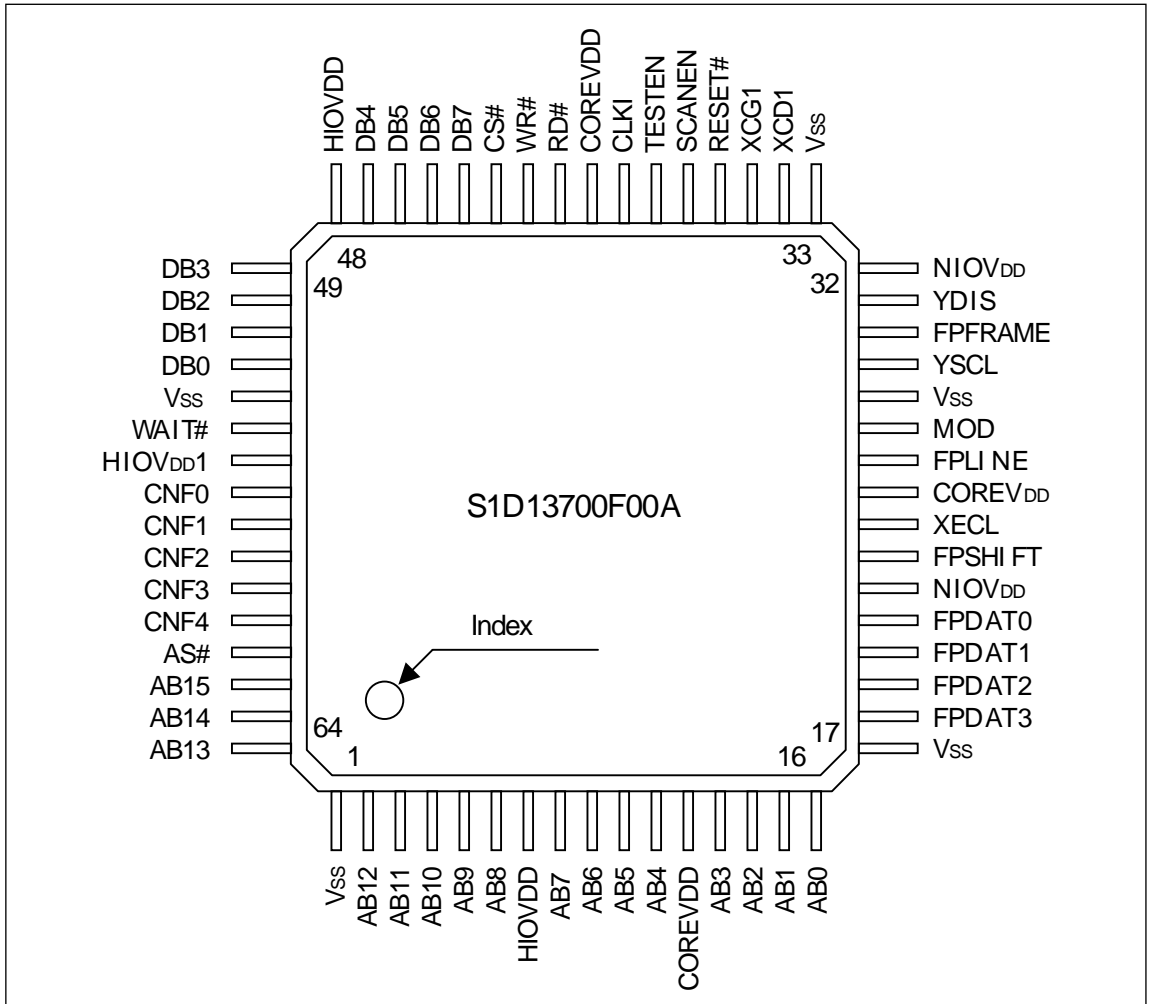 HIOVDD
DB4
DB5
DB6
DB7
CS#
WR#
RD#
COREVDD
CLKI
TESTEN
SCANEN
RESET#
XCG1
XCD1
VSS
48
33
49
32
DB3
DB2
DB1
DB0
VSS
WAIT#
HIOVDD1
CNF0
CNF1
CNF2
CNF3
CNF4
AS#
AB15
AB14
AB13
S1D13700F00A
Index
NIOVDD
YDIS
FPFRAME
YSCL
VSS
MOD
FPLINE
COREVDD
XECL
FPSHIFT
NIOVDD
FPDAT0
FPDAT1
FPDAT2
FPDAT3
VSS
64
17
1
16
VSS
AB12
AB11
AB10
AB9
AB8
HIOVDD
AB7
AB6
AB5
AB4
COREVDD
AB3
AB2
AB1
AB0